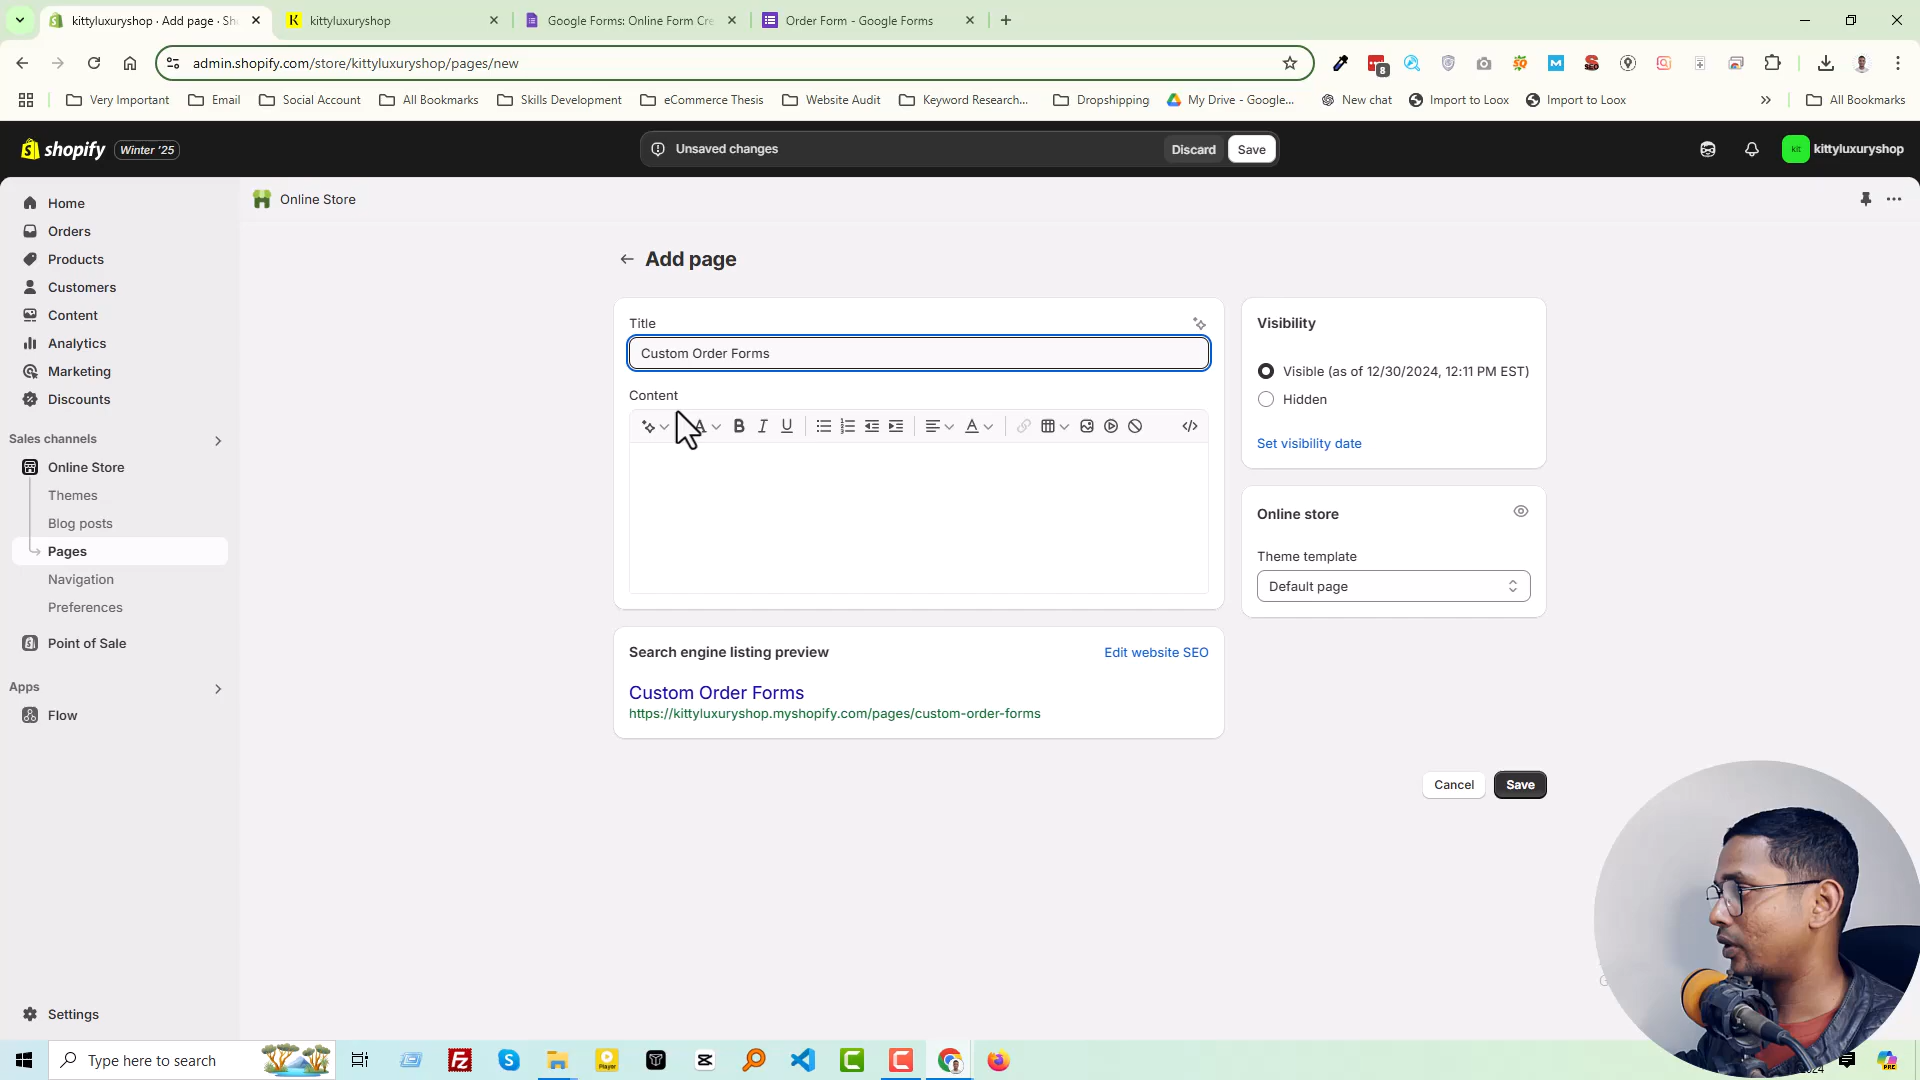 kittyluxuryshop · Add page · Sh
kittyluxuryshop
Google Forms: Online Form Cre
Order Form - Google Forms
admin.shopify.com/store/kittyluxuryshop/pages/new
8
Very Important
Email
Social Account
All Bookmarks
Skills Development
eCommerce Thesis
Website Audit
Keyword Research...
Dropshipping
My Drive - Google...
New chat
Import to Loox
Import to Loox
All Bookmarks
shopify
Winter '25
Unsaved changes
Discard
Save
kit
kittyluxuryshop
Home
Orders
Products
Customers
Content
Analytics
Marketing
Discounts
Sales channels
Online Store
Themes
Blog posts
Pages
Navigation
Preferences
Point of Sale
Apps
Flow
Settings
Online Store
Add page
Title
Custom Order Forms
Content
Search engine listing preview
Edit website SEO
Custom Order Forms
https://kittyluxuryshop.myshopify.com/pages/custom-order-forms
Visibility
Visible (as of 12/30/2024, 12:11 PM EST)
Hidden
Set visibility date
Online store
Theme template
Default page
Cancel
Save
Type here to search